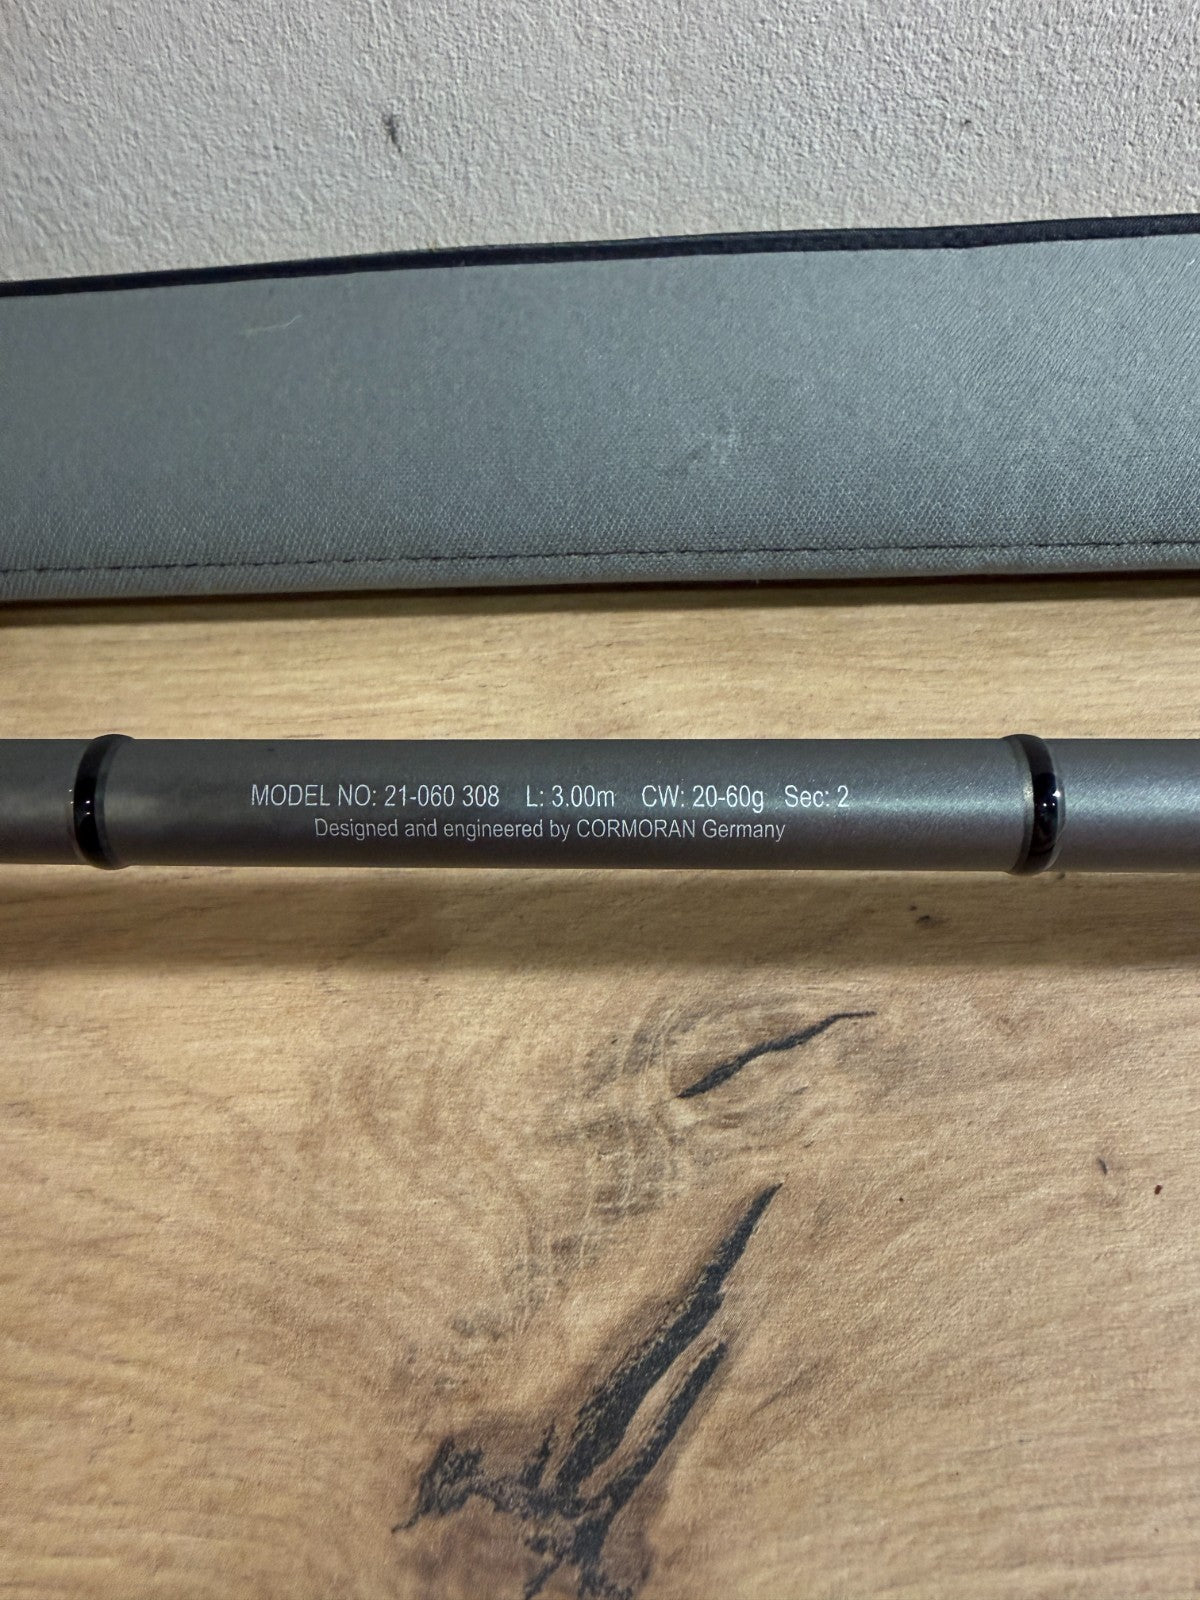 MODEL NO: 21-060 308 L: 3.00m CW: 20-60g Sec: 2
Designed and engineered by CORMORAN Germany